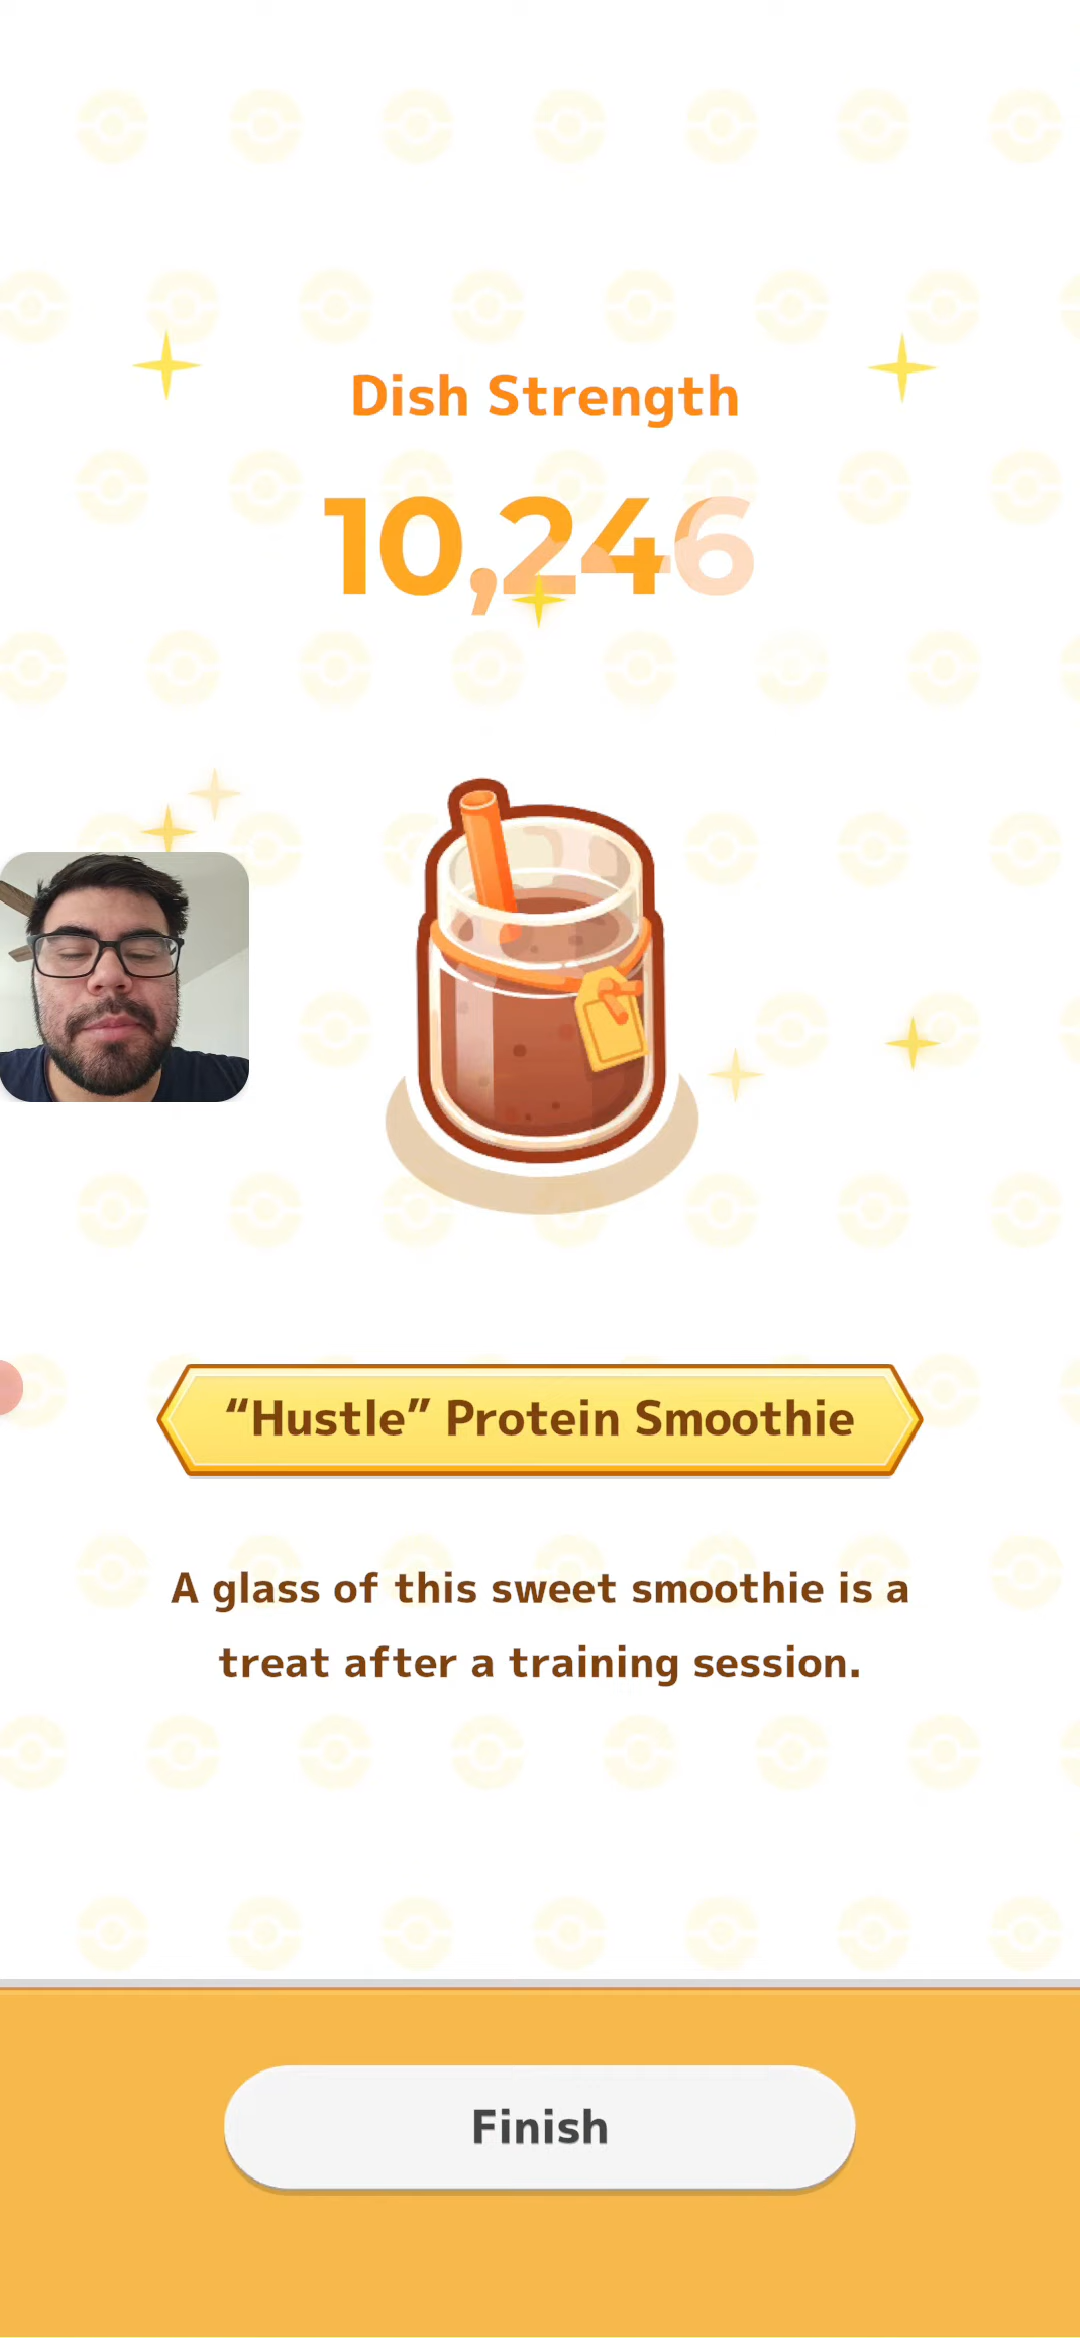 Dish Strength
10,246
“Hustle” Protein Smoothie
A glass of this sweet smoothie is a
treat after a training session.
Finish